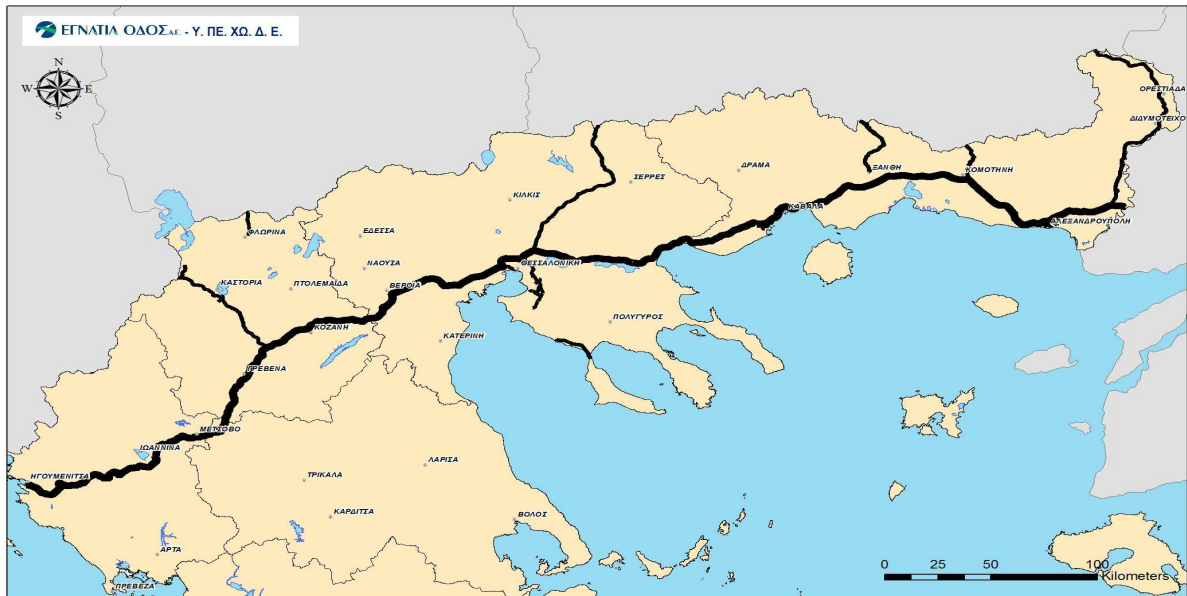 ΕΓΝΑΤΙΑ ΟΔΟΣ Α.Ε. - Υ. ΠΕ. ΧΩ. Δ. Ε.
N
W E
S
ΟΡΕΣΤΙΑΔΑ
ΔΙΔΥΜΟΤΕΙΧΟ
ΔΡΑΜΑ
ΞΑΝΘΗ
ΚΟΜΟΤΗΝΗ
ΣΕΡΡΕΣ
ΚΙΛΚΙΣ
ΚΑΒΑΛΑ
ΑΛΕΞΑΝΔΡΟΥΠΟΛΗ
ΦΛΩΡΙΝΑ
ΕΔΕΣΣΑ
ΝΑΟΥΣΑ
ΘΕΣΣΑΛΟΝΙΚΗ
ΚΑΣΤΟΡΙΑ
ΠΤΟΛΕΜΑΪΔΑ
ΒΕΡΟΙΑ
ΠΟΛΥΓΥΡΟΣ
ΚΟΖΑΝΗ
ΚΑΤΕΡΙΝΗ
ΓΡΕΒΕΝΑ
ΜΕΤΣΟΒΟ
ΙΩΑΝΝΙΝΑ
ΗΓΟΥΜΕΝΙΤΣΑ
ΛΑΡΙΣΑ
ΤΡΙΚΑΛΑ
ΚΑΡΔΙΤΣΑ
ΒΟΛΟΣ
ΑΡΤΑ
ΠΡΕΒΕΖΑ
0 25 50 100
Kilometers